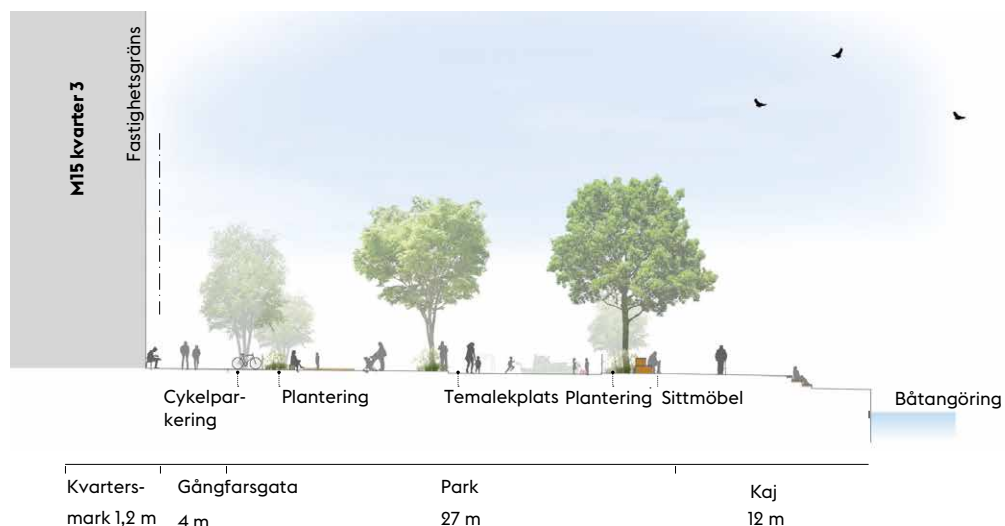 M15 kvarter 3
Fastighetsgräns
Cykelpar-
kering
Plantering
Temalekplats
Plantering
Sittmöbel
Båtangöring
Kvarters-
mark 1,2 m
Gångfarsgata
4 m
Park
27 m
Kaj
12 m